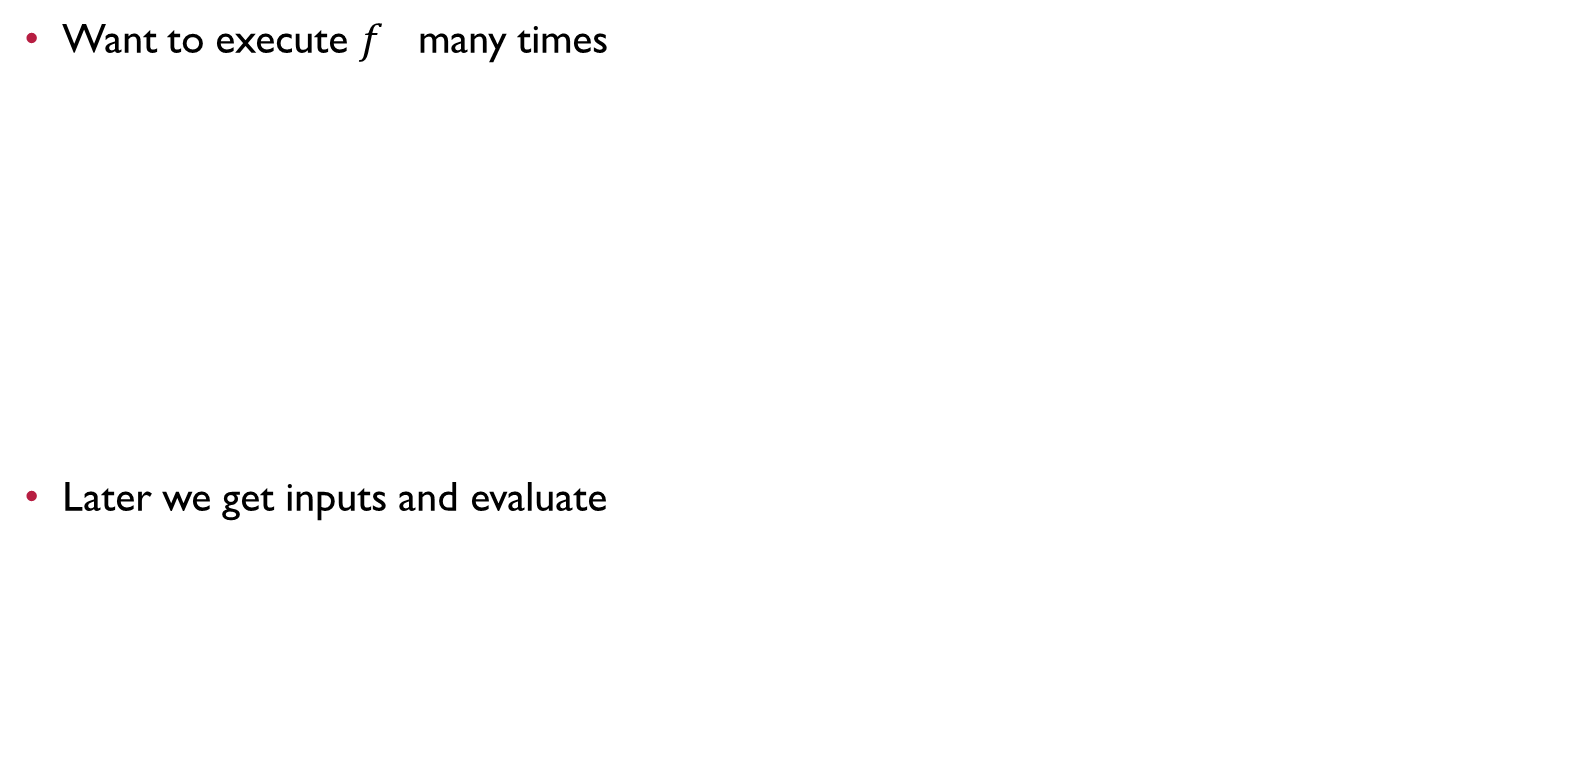 • Want to execute 𝑓 many times
• Later we get inputs and evaluate